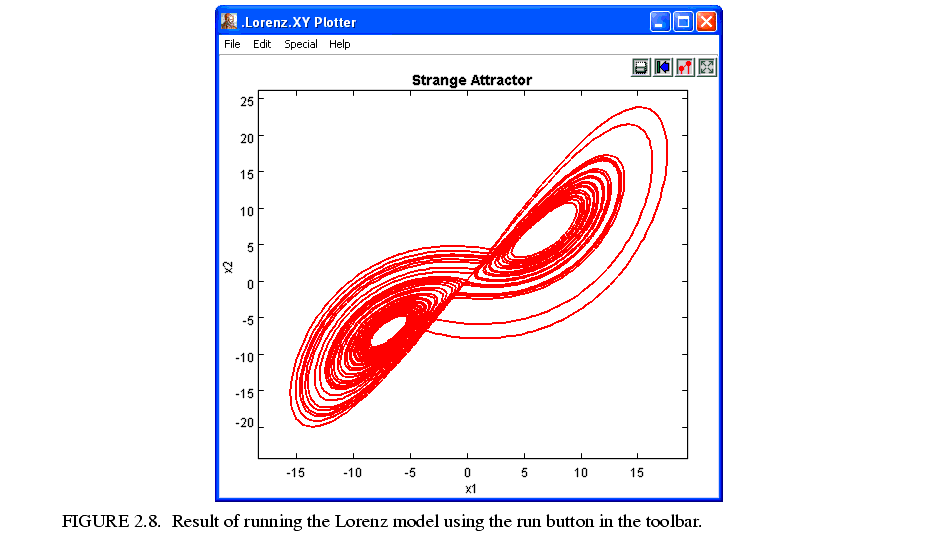 .Lorenz.XY Plotter
File Edit Special Help
Strange Attractor
25
20
15
10
5
0
-5
-10
-15
-20
x2
-15 -10 -5 0 5 10 15
x1
FIGURE 2.8. Result of running the Lorenz model using the run button in the toolbar.